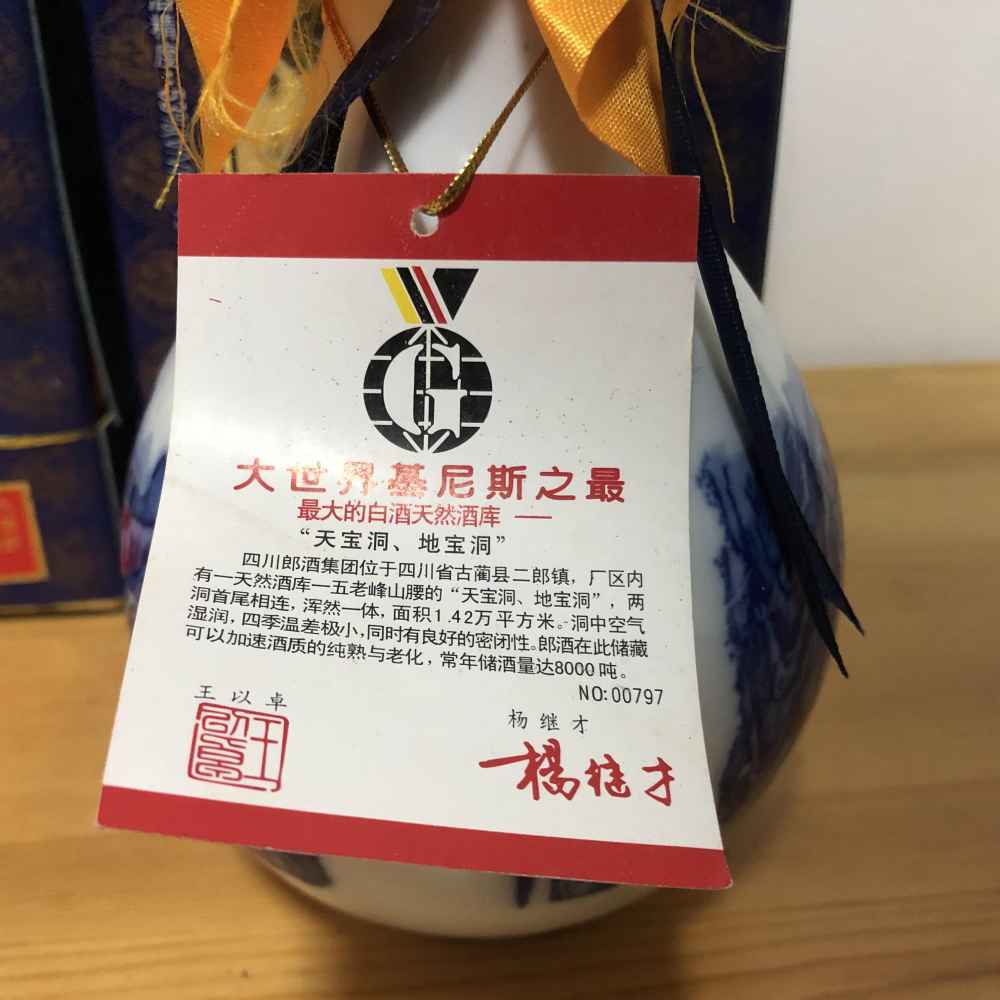 G
大世界基尼斯之最
最大的白酒天然酒库 ——
“天宝洞、地宝洞”
四川郎酒集团位于四川省古蔺县二郎镇，厂区内
有一天然酒库—五老峰山腰的“天宝洞、地宝洞”，两
洞首尾相连，浑然一体，面积1.42万平方米。洞中空气
湿润，四季温差极小，同时有良好的密闭性。郎酒在此储藏
可以加速酒质的纯熟与老化，常年储酒量达8000吨。
NO:00797
王以卓
杨继才
楊继才